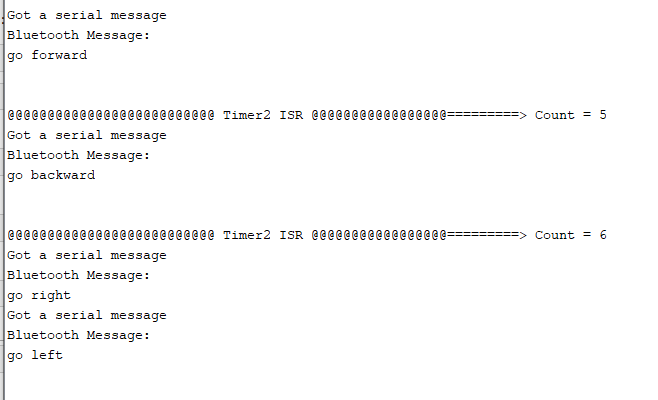 Got a serial message
Bluetooth Message:
go forward
@@@@@@@@@@@@@@@@@@@@@@@@@@ Timer2 ISR @@@@@@@@@@@@@@@@@=========> Count = 5
Got a serial message
Bluetooth Message:
go backward
@@@@@@@@@@@@@@@@@@@@@@@@@@ Timer2 ISR @@@@@@@@@@@@@@@@@=========> Count = 6
Got a serial message
Bluetooth Message:
go right
Got a serial message
Bluetooth Message:
go left